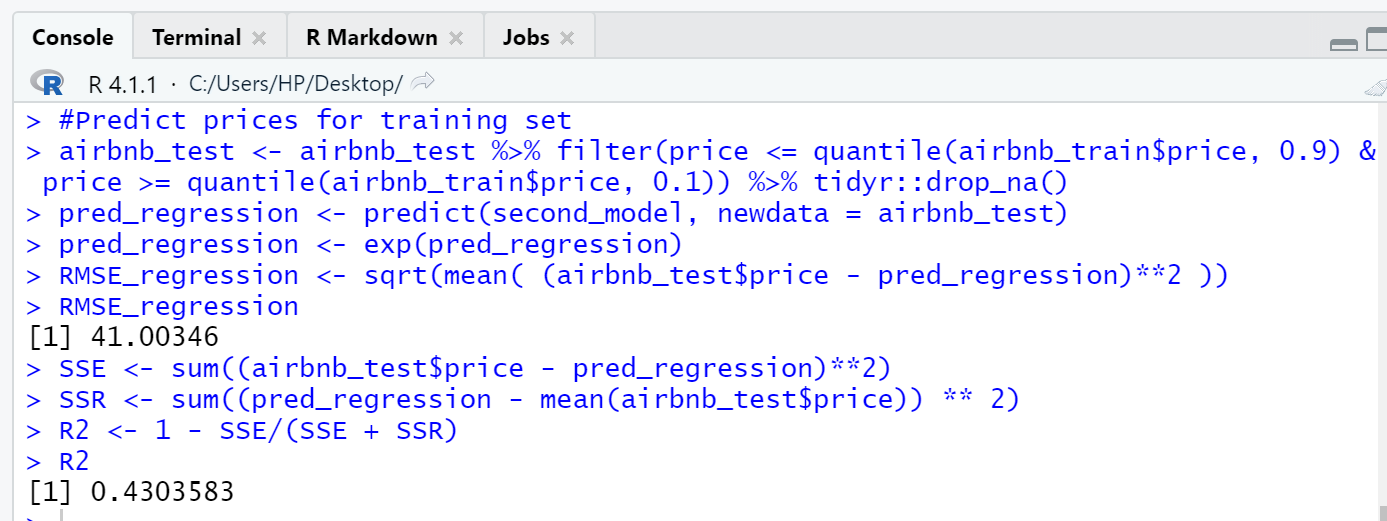 Console Terminal R Markdown Jobs
R R 4.1.1 · C:/Users/HP/Desktop/
> #Predict prices for training set
> airbnb_test <- airbnb_test %>% filter(price <= quantile(airbnb_train$price, 0.9) &
price >= quantile(airbnb_train$price, 0.1)) %>% tidyr::drop_na()
> pred_regression <- predict(second_model, newdata = airbnb_test)
> pred_regression <- exp(pred_regression)
> RMSE_regression <- sqrt(mean( (airbnb_test$price - pred_regression)**2 ))
> RMSE_regression
[1] 41.00346
> SSE <- sum((airbnb_test$price - pred_regression)**2)
> SSR <- sum((pred_regression - mean(airbnb_test$price)) ** 2)
> R2 <- 1 - SSE/(SSE + SSR)
> R2
[1] 0.4303583
>